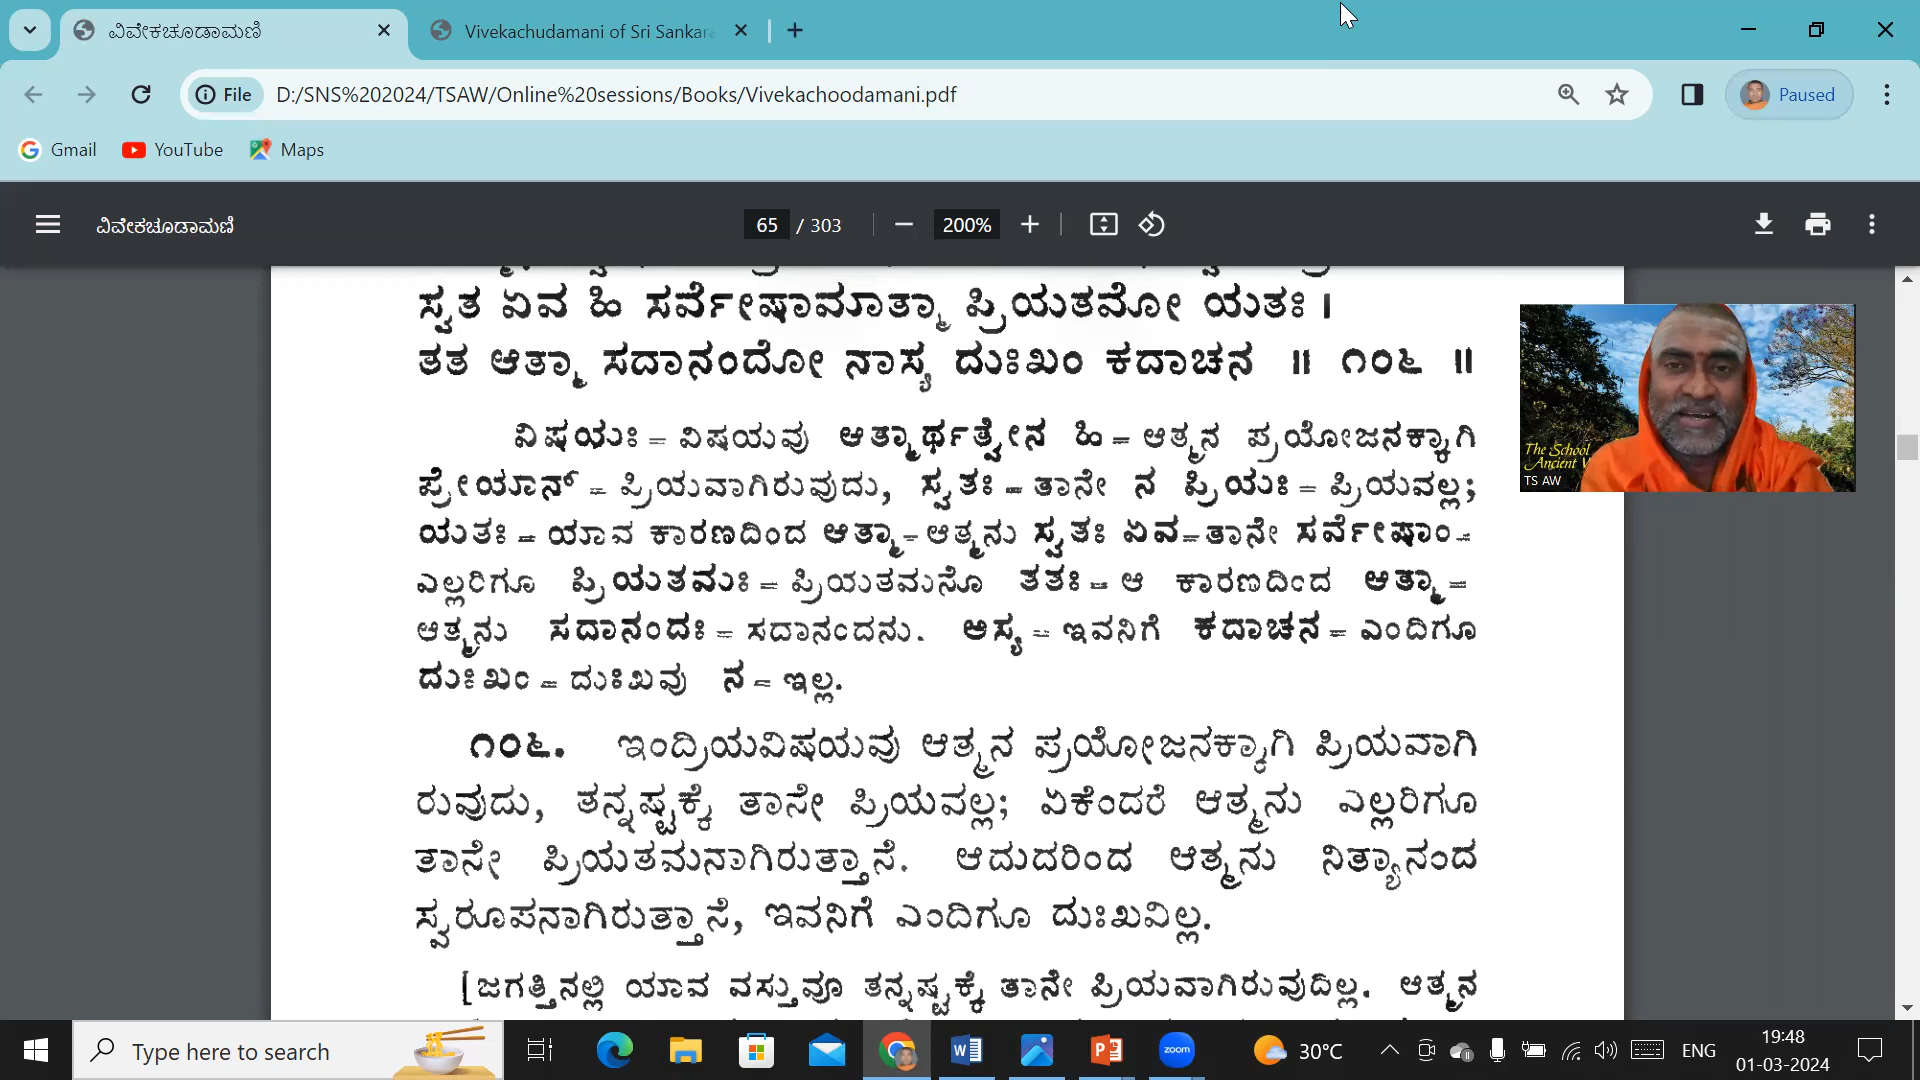 ವಿವೇಕಚೂಡಾಮಣಿ
Vivekachudamani of Sri Sankara
File D:/SNS%202024/TSAW/Online%20sessions/Books/Vivekachoodamani.pdf
Paused
Gmail YouTube Maps
ವಿವೇಕಚೂಡಾಮಣಿ 65 / 303 200%
ಸ್ವತ ಏವ ಹಿ ಸರ್ವೇಷಾಮಾತ್ಮಾ ಪ್ರಿಯತಮೋ ಯತಃ ।
ತತ ಆತ್ಮಾ ಸದಾನಂದೋ ನಾಸ್ಯ ದುಃಖಂ ಕದಾಚನ ॥ ೧೦೬ ॥
ವಿಷಯಃ = ವಿಷಯವು ಆತ್ಮಾರ್ಥತ್ವೇನ ಹಿ = ಆತ್ಮನ ಪ್ರಯೋಜನಕ್ಕಾಗಿ
ಪ್ರೇಯಾನ್ = ಪ್ರಿಯವಾಗಿರುವುದು, ಸ್ವತಃ = ತಾನೇ ನ ಪ್ರಿಯಃ = ಪ್ರಿಯವಲ್ಲ;
ಯತಃ = ಯಾವ ಕಾರಣದಿಂದ ಆತ್ಮಾ = ಆತ್ಮನು ಸ್ವತಃ ಏವ = ತಾನೇ ಸರ್ವೇಷಾಂ =
ಎಲ್ಲರಿಗೂ ಪ್ರಿಯತಮಃ = ಪ್ರಿಯತಮನೊ ತತಃ = ಆ ಕಾರಣದಿಂದ ಆತ್ಮಾ =
ಆತ್ಮನು ಸದಾನಂದಃ = ಸದಾನಂದನು. ಅಸ್ಯ = ಇವನಿಗೆ ಕದಾಚನ = ಎಂದಿಗೂ
ದುಃಖಂ = ದುಃಖವು ನ = ಇಲ್ಲ.
೧೦೬. ಇಂದ್ರಿಯವಿಷಯವು ಆತ್ಮನ ಪ್ರಯೋಜನಕ್ಕಾಗಿ ಪ್ರಿಯವಾಗಿ
ರುವುದು, ತನ್ನಷ್ಟಕ್ಕೆ ತಾನೇ ಪ್ರಿಯವಲ್ಲ; ಏಕೆಂದರೆ ಆತ್ಮನು ಎಲ್ಲರಿಗೂ
ತಾನೇ ಪ್ರಿಯತಮನಾಗಿರುತ್ತಾನೆ. ಆದುದರಿಂದ ಆತ್ಮನು ನಿತ್ಯಾನಂದ
ಸ್ವರೂಪನಾಗಿರುತ್ತಾನೆ, ಇವನಿಗೆ ಎಂದಿಗೂ ದುಃಖವಿಲ್ಲ.
[ಜಗತ್ತಿನಲ್ಲಿ ಯಾವ ವಸ್ತುವೂ ತನ್ನಷ್ಟಕ್ಕೆ ತಾನೇ ಪ್ರಿಯವಾಗಿರುವುದಿಲ್ಲ. ಆತ್ಮನ
The School
Ancient
TS AW
Type here to search
W
P
zoom
30°C
ENG
19:48
01-03-2024